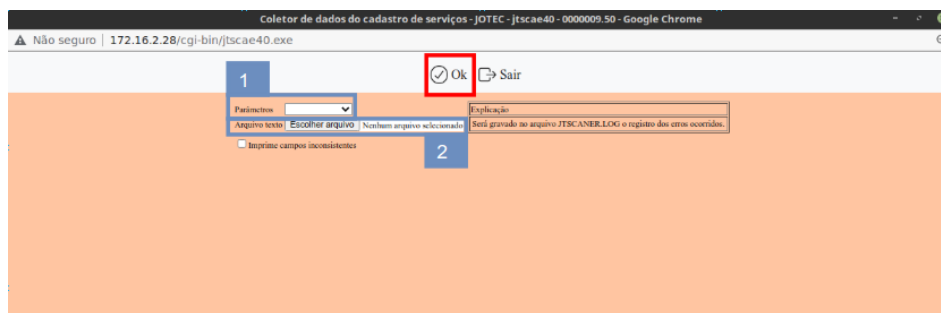 Coletor de dados do cadastro de serviços - JOTEC - jtscae40 - 0000009.50 - Google Chrome
Não seguro | 172.16.2.28/cgi-bin/jtscae40.exe
Ok Sair
1
Parâmetros
Explicação
Arquivo texto Escolher arquivo Nenhum arquivo selecionado
Será gravado no arquivo JTSCANER.LOG o registro dos erros ocorridos.
Imprime campos inconsistentes
2